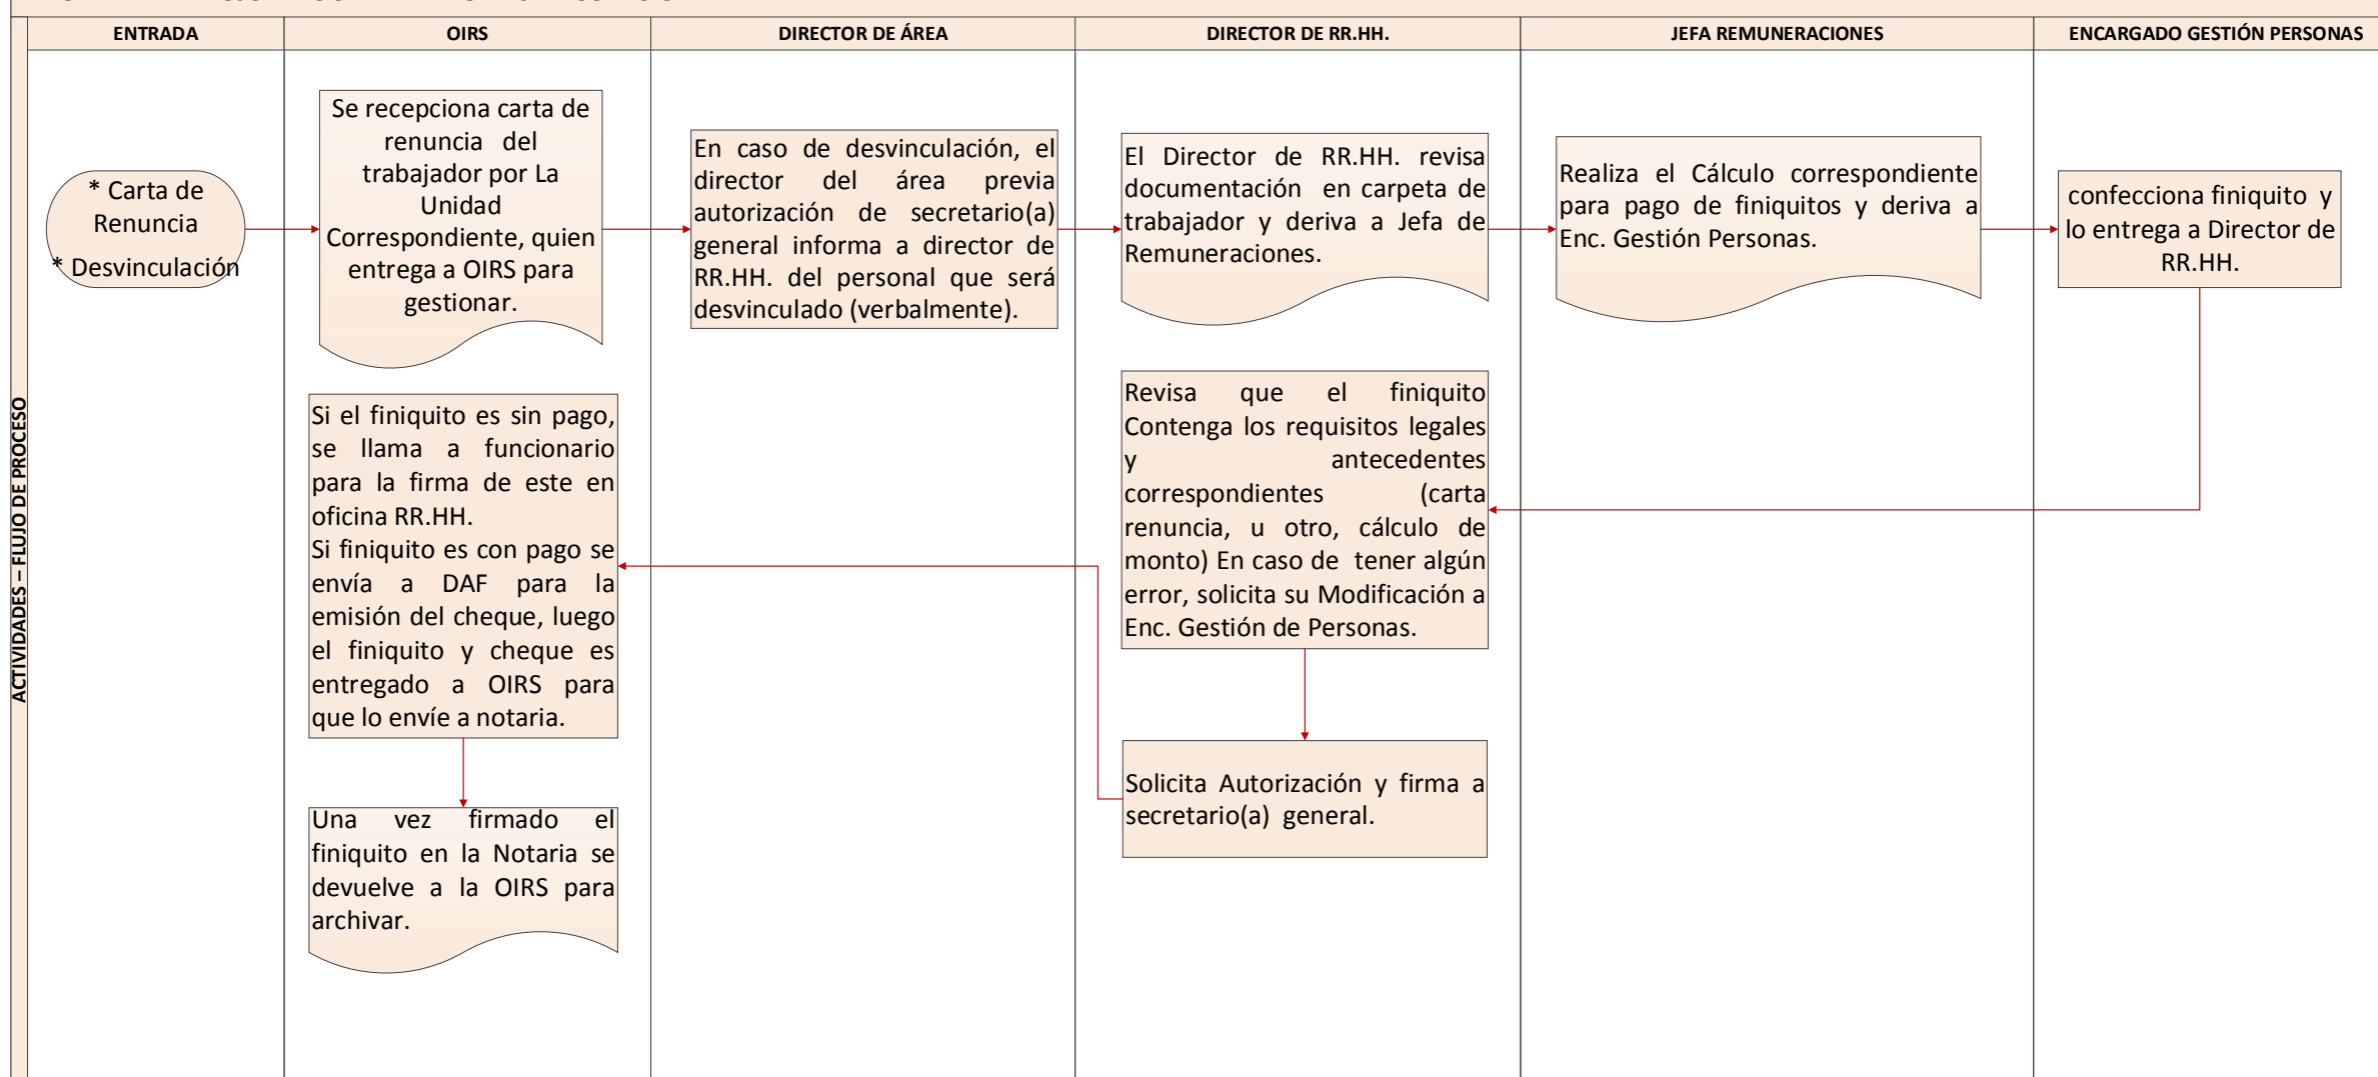 ENTRADA
OIRS
DIRECTOR DE ÁREA
DIRECTOR DE RR.HH.
JEFA REMUNERACIONES
ENCARGADO GESTIÓN PERSONAS
ACTIVIDADES – FLUJO DE PROCESO
* Carta de
Renuncia
* Desvinculación
Se recepciona carta de
renuncia del
trabajador por La
Unidad
Correspondiente, quien
entrega a OIRS para
gestionar.
En caso de desvinculación, el
director del área previa
autorización de secretario(a)
general informa a director de
RR.HH. del personal que será
desvinculado (verbalmente).
El Director de RR.HH. revisa
documentación en carpeta de
trabajador y deriva a Jefa de
Remuneraciones.
Realiza el Cálculo correspondiente
para pago de finiquitos y deriva a
Enc. Gestión Personas.
confecciona finiquito y
lo entrega a Director de
RR.HH.
Revisa que el finiquito
Contenga los requisitos legales
y antecedentes
correspondientes (carta
renuncia, u otro, cálculo de
monto) En caso de tener algún
error, solicita su Modificación a
Enc. Gestión de Personas.
Solicita Autorización y firma a
secretario(a) general.
Si el finiquito es sin pago,
se llama a funcionario
para la firma de este en
oficina RR.HH.
Si finiquito es con pago se
envía a DAF para la
emisión del cheque, luego
el finiquito y cheque es
entregado a OIRS para
que lo envíe a notaria.
Una vez firmado el
finiquito en la Notaria se
devuelve a la OIRS para
archivar.